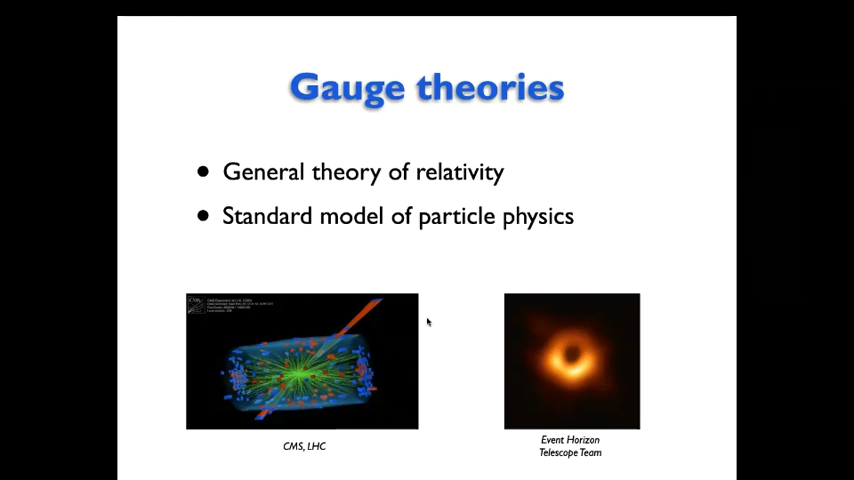 Gauge theories
• General theory of relativity
• Standard model of particle physics
CMS, LHC
Event Horizon
Telescope Team